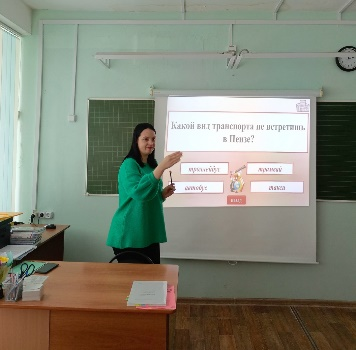 Какой вид транспорта не встретишь
в Пензе?
троллейбус трамвай
автобус такси